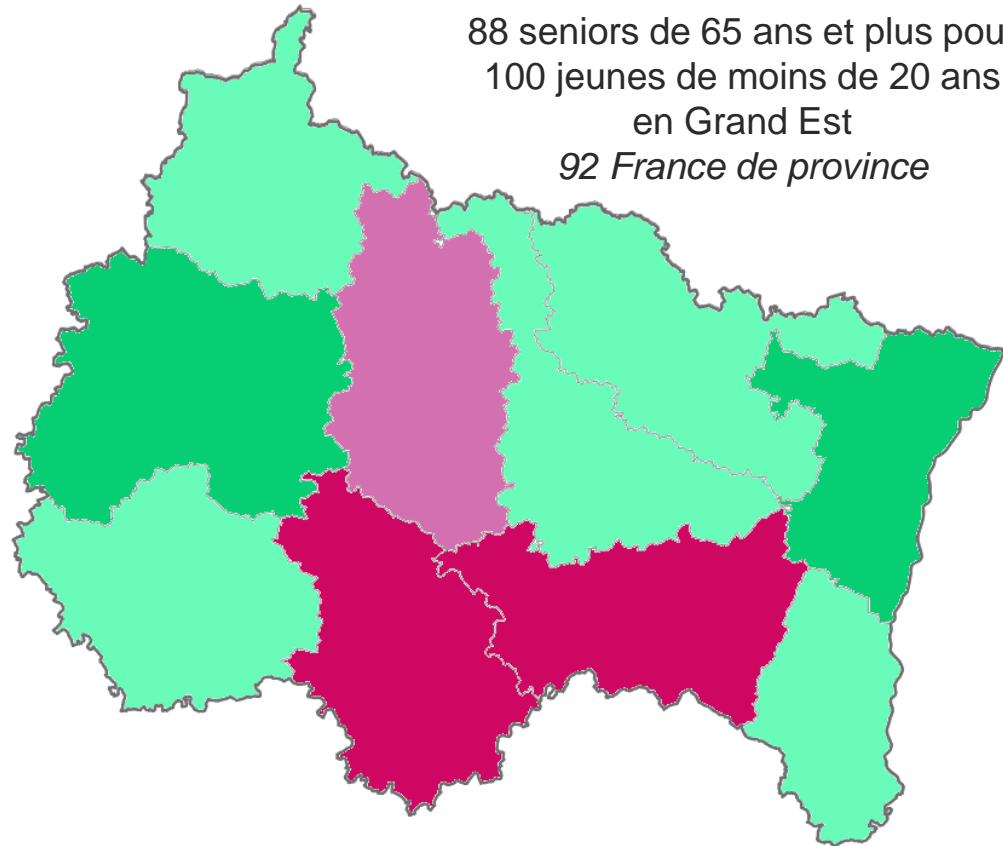 88 seniors de 65 ans et plus pou
100 jeunes de moins de 20 ans
en Grand Est
92 France de province